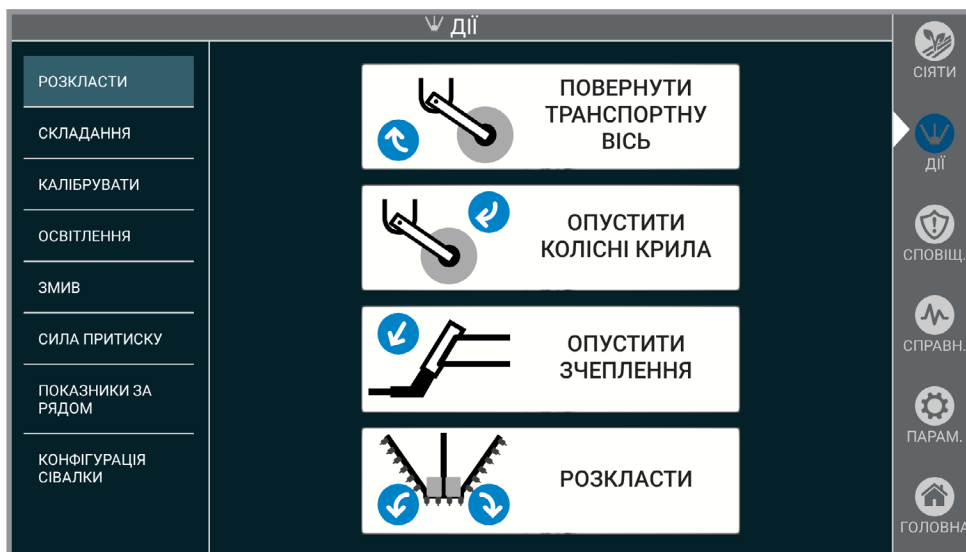 ДІЇ
РОЗКЛАСТИ
СКЛАДАННЯ
КАЛІБРУВАТИ
ОСВІТЛЕННЯ
ЗМИВ
СИЛА ПРИТИСКУ
ПОКАЗНИКИ ЗА
РЯДОМ
КОНФІГУРАЦІЯ
СІВАЛКИ
ПОВЕРНУТИ
ТРАНСПОРТНУ
ВІСЬ
ОПУСТИТИ
КОЛІСНІ КРИЛА
ОПУСТИТИ
ЗЧЕПЛЕННЯ
РОЗКЛАСТИ
СІЯТИ
ДІЇ
СПОВІЩ.
СПРАВН.
ПАРАМ.
ГОЛОВНА